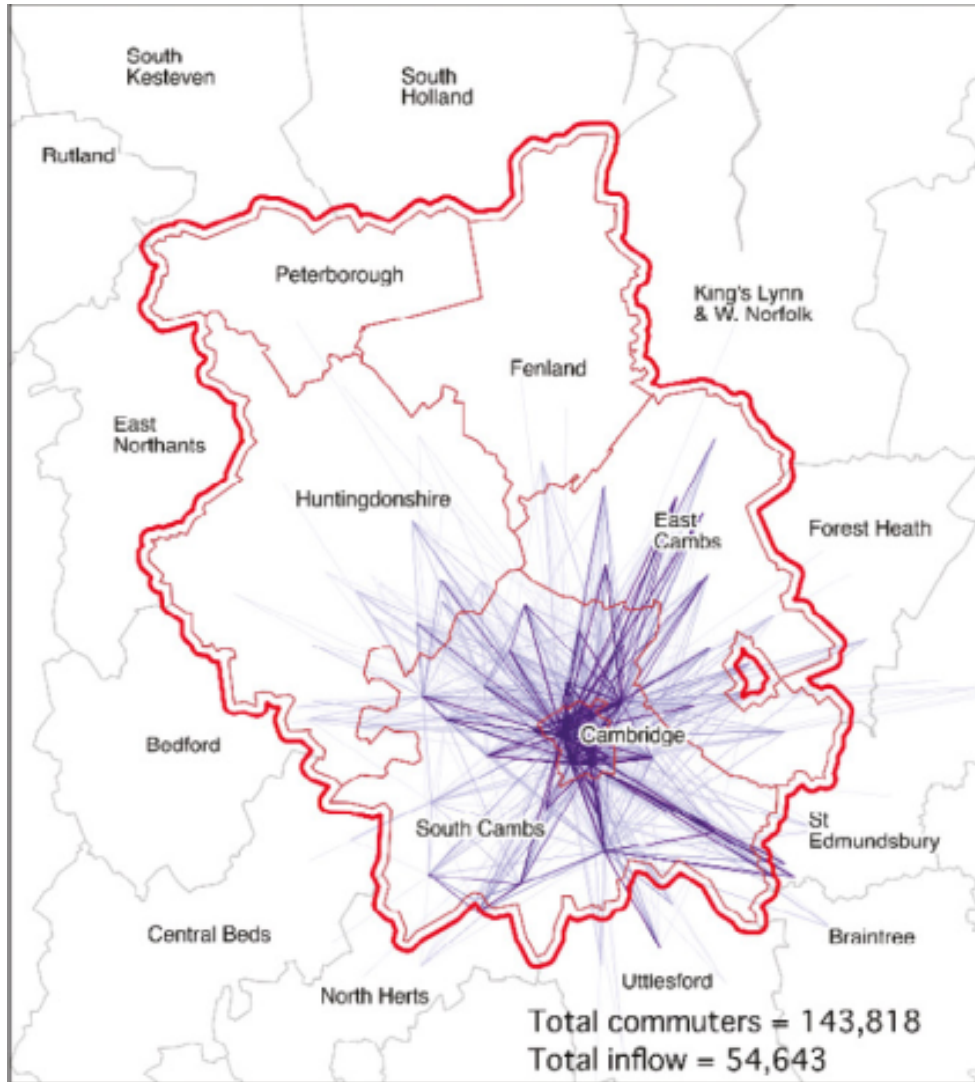 South
Kesteven
South
Holland
Rutland
Peterborough
King's Lynn
& W. Norfolk
Fenland
East
Northants
Huntingdonshire
East
Cambs
Forest Heath
Cambridge
Bedford
South Cambs
St
Edmundsbury
Central Beds
Braintree
North Herts
Uttlesford
Total commuters = 143,818
Total inflow = 54,643